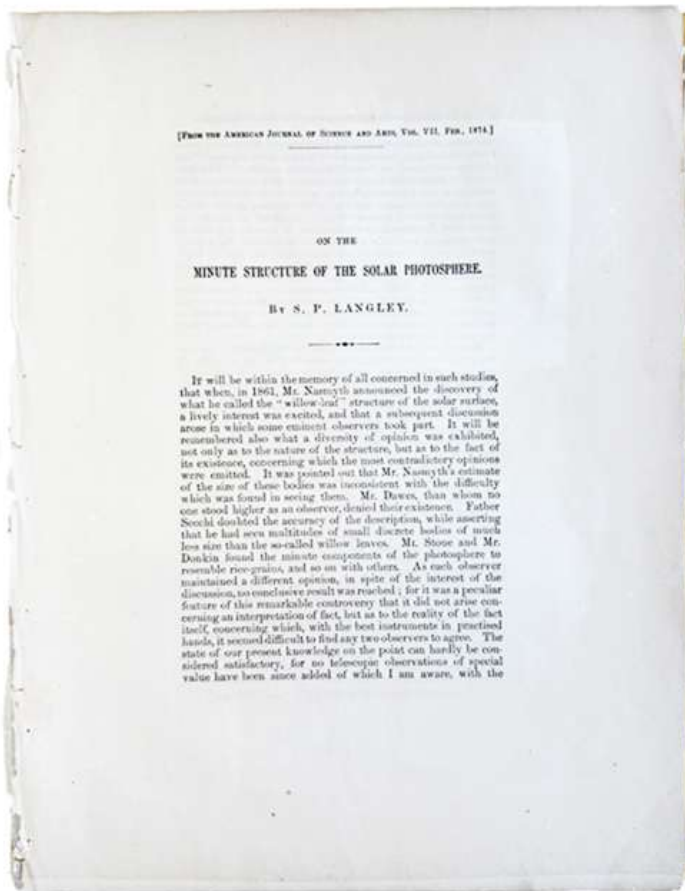 [FROM THE AMERICAN JOURNAL OF SCIENCE AND ARTS, VOL. VII, FEB., 1874.]
ON THE
MINUTE STRUCTURE OF THE SOLAR PHOTOSPHERE.
BY S. P. LANGLEY.
IT will be within the memory of all concerned in such studies,
that when, in 1861, Mr. Nasmyth announced the discovery of
what he called the "willow-leaf" structure of the solar surface,
a lively interest was excited, and that a subsequent discussion
arose in which some eminent observers took part. It will be
remembered also what a diversity of opinion was exhibited,
not only as to the nature of the structure, but as to the fact of
its existence, concerning which the most contradictory opinions
were emitted. It was pointed out that Mr. Nasmyth's estimate
of the size of these bodies was inconsistent with the difficulty
which was found in seeing them. Mr. Dawes, than whom no
one stood higher as an observer, denied their existence. Father
Secchi doubted the accuracy of the description, while asserting
that he had seen multitudes of small discrete bodies of much
less size than the so-called willow leaves. Mr. Stone and Mr.
Donkin found the minute components of the photosphere to
resemble rice-grains, and so on with others. As each observer
maintained a different opinion, in spite of the interest of the
discussion, no conclusive result was reached; for it was a peculiar
feature of this remarkable controversy that it did not arise con-
cerning an interpretation of fact, but as to the reality of the fact
itself, concerning which, with the best instruments in practised
hands, it seemed difficult to find any two observers to agree. The
state of our present knowledge on the point can hardly be con-
sidered satisfactory, for no telescopic observations of special
value have been since added of which I am aware, with the